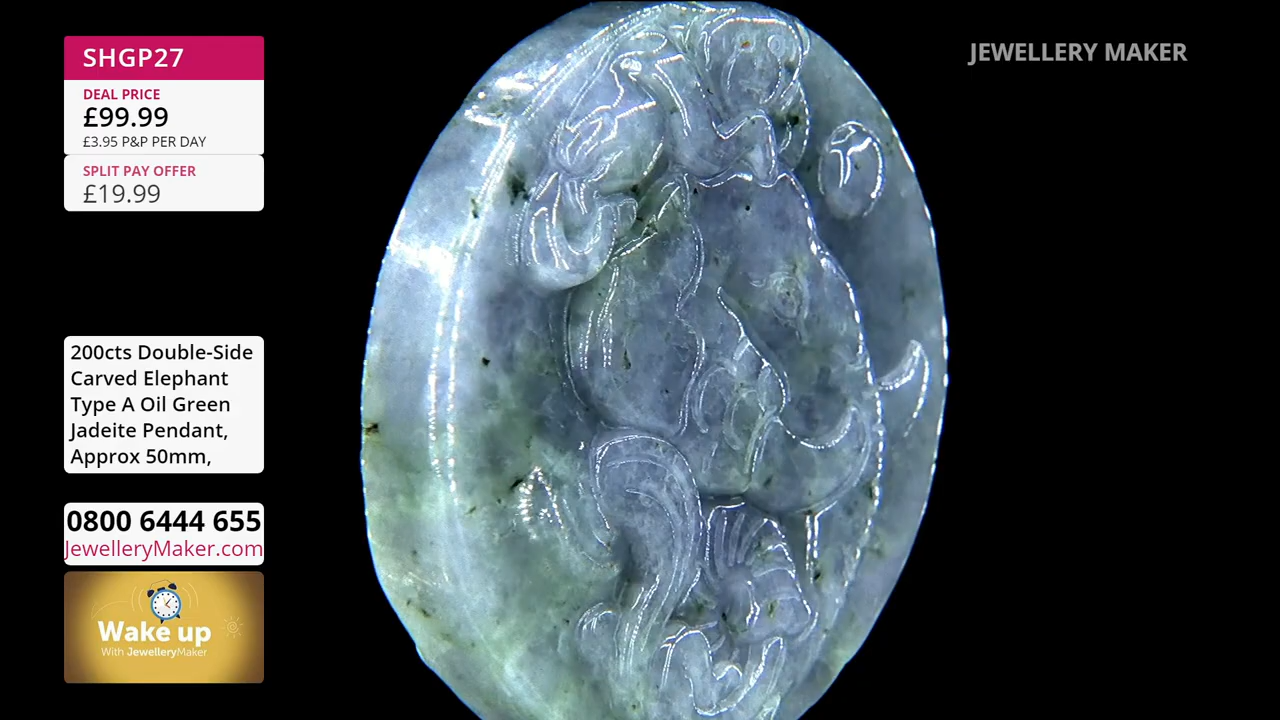 SHGP27
DEAL PRICE
£99.99
£3.95 P&P PER DAY
SPLIT PAY OFFER
£19.99
200cts Double-Side
Carved Elephant
Type A Oil Green
Jadeite Pendant,
Approx 50mm,
0800 6444 655
JewelleryMaker.com
Wake up
With JewelleryMaker
JEWELLERY MAKER